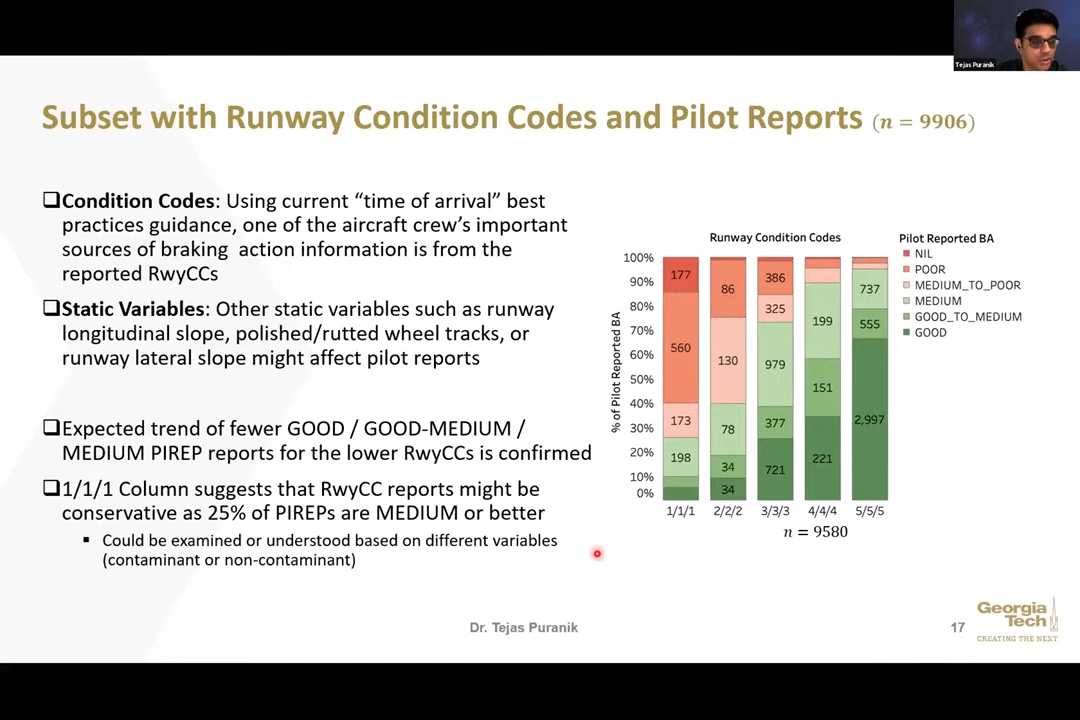 Tejas Puranik
Subset with Runway Condition Codes and Pilot Reports (n = 9906)
❑Condition Codes: Using current “time of arrival” best
practices guidance, one of the aircraft crew’s important
sources of braking action information is from the
reported RwyCCs
❑Static Variables: Other static variables such as runway
longitudinal slope, polished/rutted wheel tracks, or
runway lateral slope might affect pilot reports
❑Expected trend of fewer GOOD / GOOD-MEDIUM /
MEDIUM PIREP reports for the lower RwyCCs is confirmed
❑1/1/1 Column suggests that RwyCC reports might be
conservative as 25% of PIREPs are MEDIUM or better
▪ Could be examined or understood based on different variables
(contaminant or non-contaminant)
Runway Condition Codes
% of Pilot Reported BA
100%
90%
80%
70%
60%
50%
40%
30%
20%
10%
0%
177
560
173
198
86
130
78
34
34
386
325
979
377
721
199
151
221
737
555
2,997
1/1/1 2/2/2 3/3/3 4/4/4 5/5/5
n = 9580
Pilot Reported BA
NIL
POOR
MEDIUM_TO_POOR
MEDIUM
GOOD_TO_MEDIUM
GOOD
Dr. Tejas Puranik
17
Georgia
Tech
CREATING THE NEXT